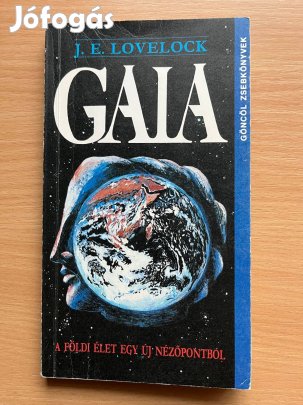 Jófogás
J. E. LOVELOCK
GAIA
GÖNCÖL ZSEBKÖNYVEK
A FÖLDI ÉLET EGY ÚJ NÉZŐPONTBÓL